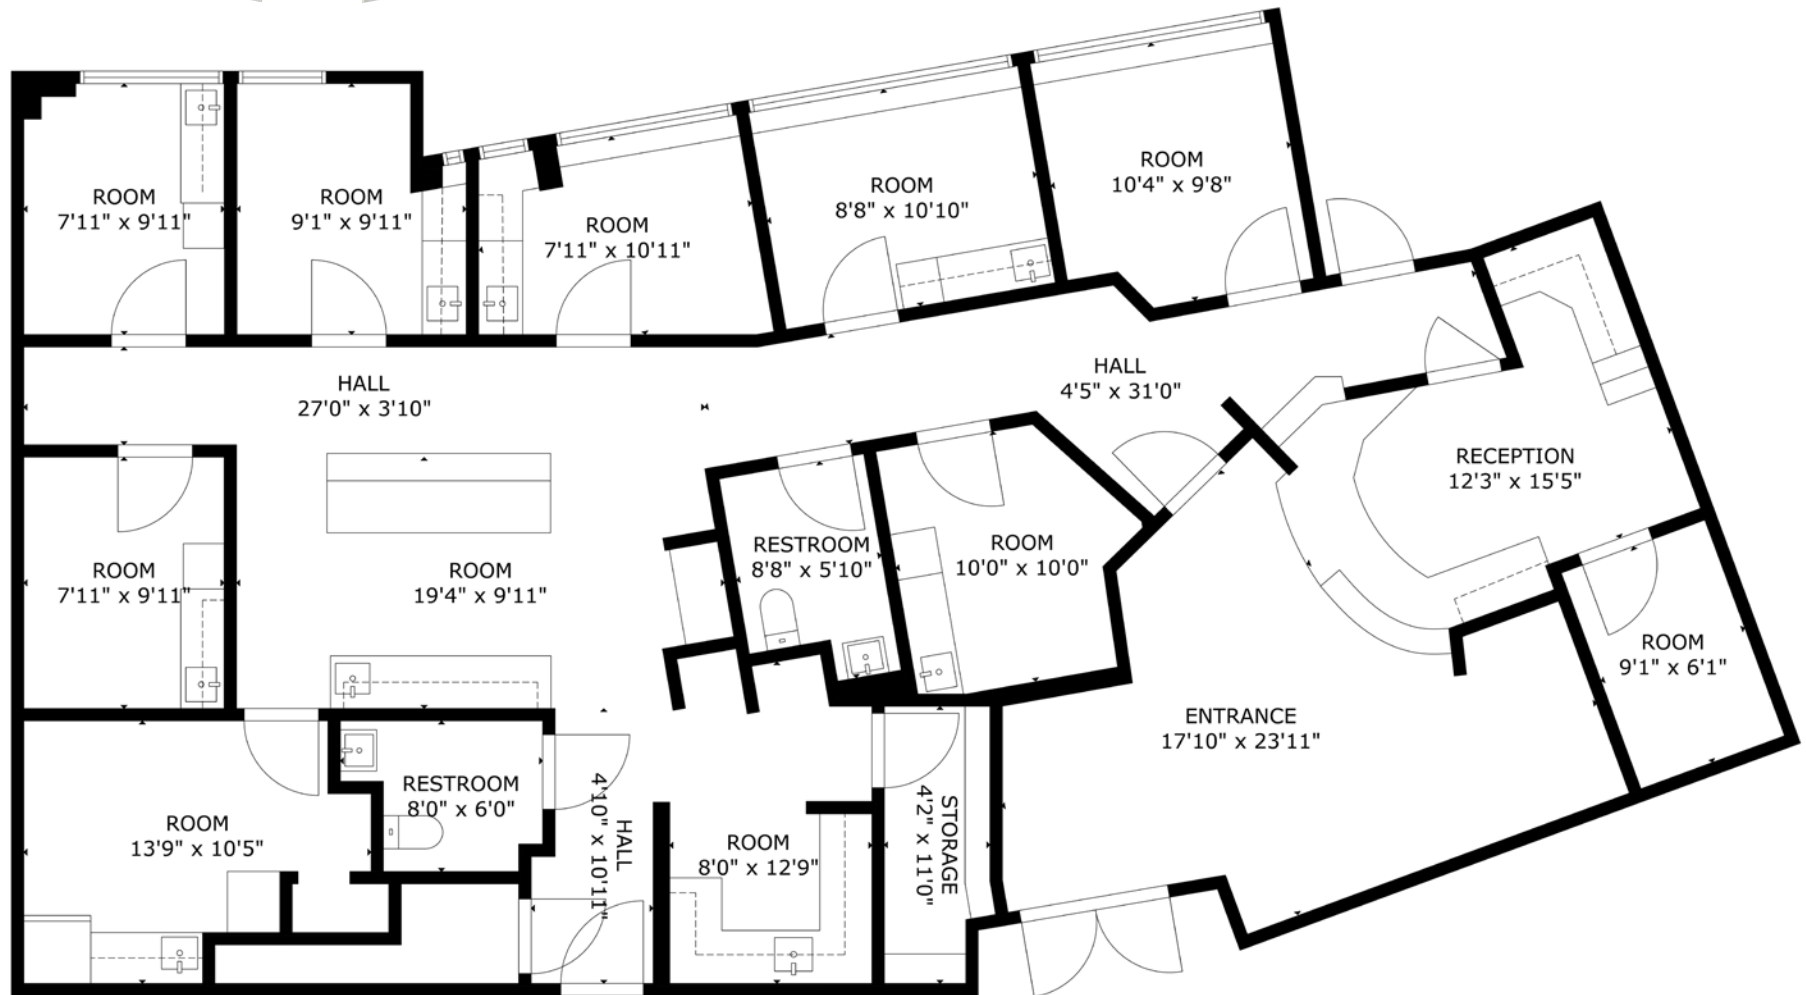 ROOM
7'11" x 9'11"
ROOM
9'1" x 9'11"
ROOM
7'11" x 10'11"
ROOM
8'8" x 10'10"
ROOM
10'4" x 9'8"
HALL
27'0" x 3'10"
HALL
4'5" x 31'0"
RECEPTION
12'3" x 15'5"
ROOM
7'11" x 9'11"
ROOM
19'4" x 9'11"
RESTROOM
8'8" x 5'10"
ROOM
10'0" x 10'0"
ROOM
9'1" x 6'1"
ENTRANCE
17'10" x 23'11"
ROOM
13'9" x 10'5"
RESTROOM
8'0" x 6'0"
HALL
4'10" x 10'11"
ROOM
8'0" x 12'9"
STORAGE
4'2" x 11'0"